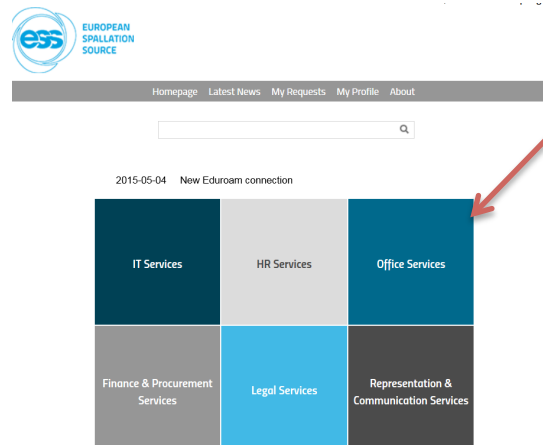 ess
EUROPEAN
SPALLATION
SOURCE
Homepage Latest News My Requests My Profile About
2015-05-04 New Eduroam connection
IT Services
HR Services
Office Services
Finance & Procurement
Services
Legal Services
Representation &
Communication Services